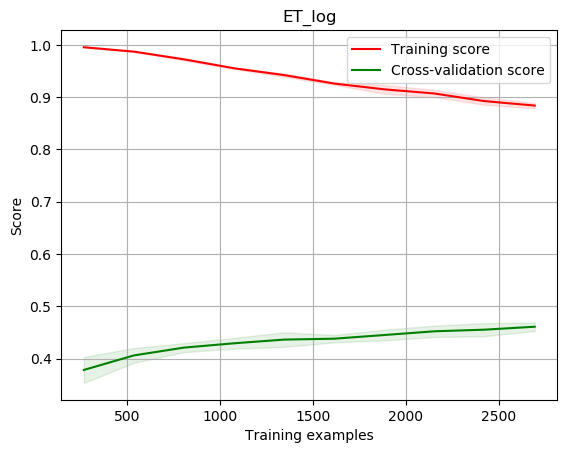 ET_log
Training score
Cross-validation score
1.0
0.9
0.8
0.7
0.6
0.5
0.4
Score
500
1000
1500
2000
2500
Training examples